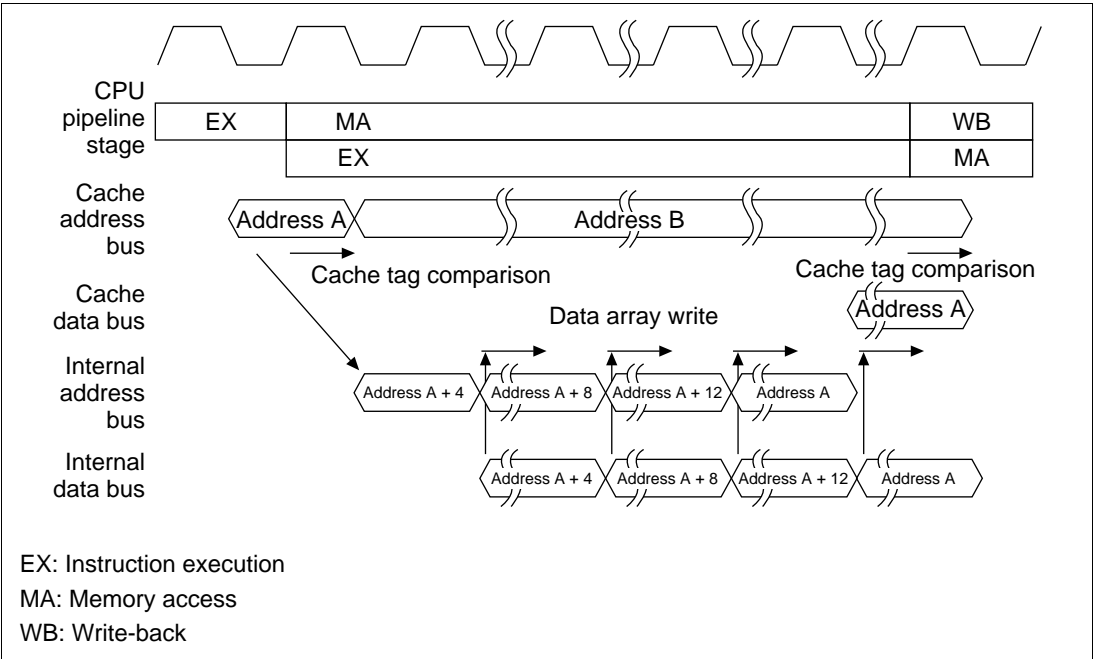 CPU
pipeline
stage
EX
MA
WB
EX
MA
Cache
address
bus
Address A
Address B
Cache tag comparison
Cache tag comparison
Cache
data bus
Address A
Data array write
Internal
address
bus
Address A + 4
Address A + 8
Address A + 12
Address A
Internal
data bus
Address A + 4
Address A + 8
Address A + 12
Address A
EX: Instruction execution
MA: Memory access
WB: Write-back